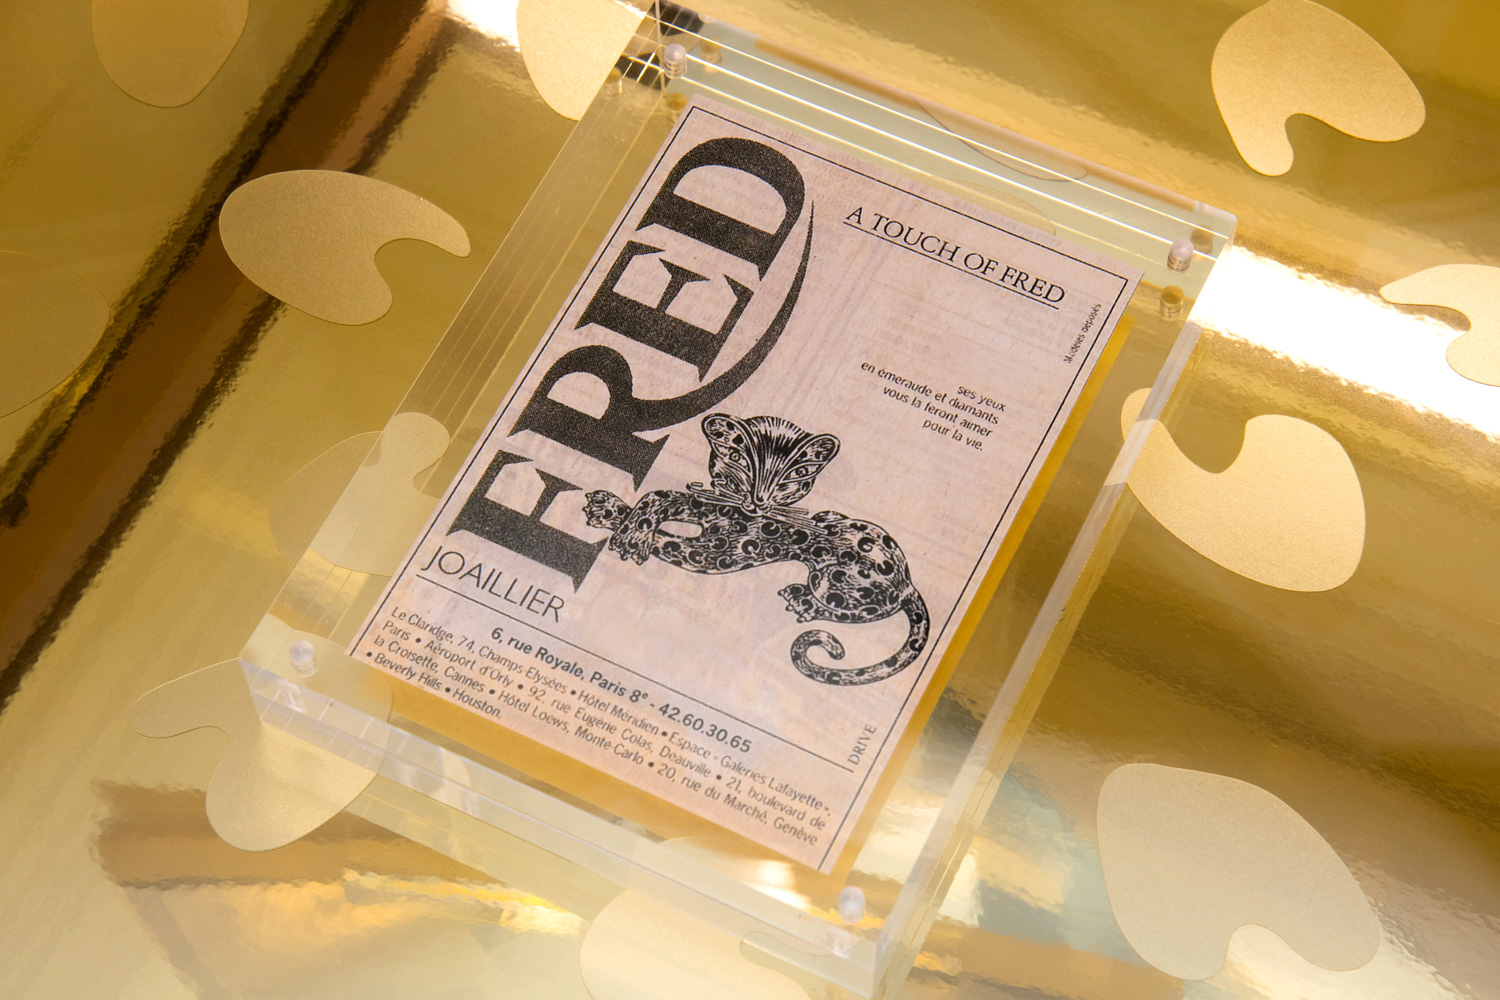 FRED
JOAILLIER
A TOUCH OF FRED
Modèles déposés
ses yeux
en émeraude et diamants
vous la feront aimer
pour la vie.
DRIVE
6, rue Royale, Paris 8e - 42.60.30.65
Le Claridge, 74, Champs-Elysées • Hôtel Méridien • Espace « Galeries Lafayette »,
Paris • Aéroport d'Orly • 92, rue Eugène Colas, Deauville • 21, boulevard de
la Croisette, Cannes • Hôtel Loews, Monte-Carlo • 20, rue du Marché, Genève
• Beverly Hills • Houston.